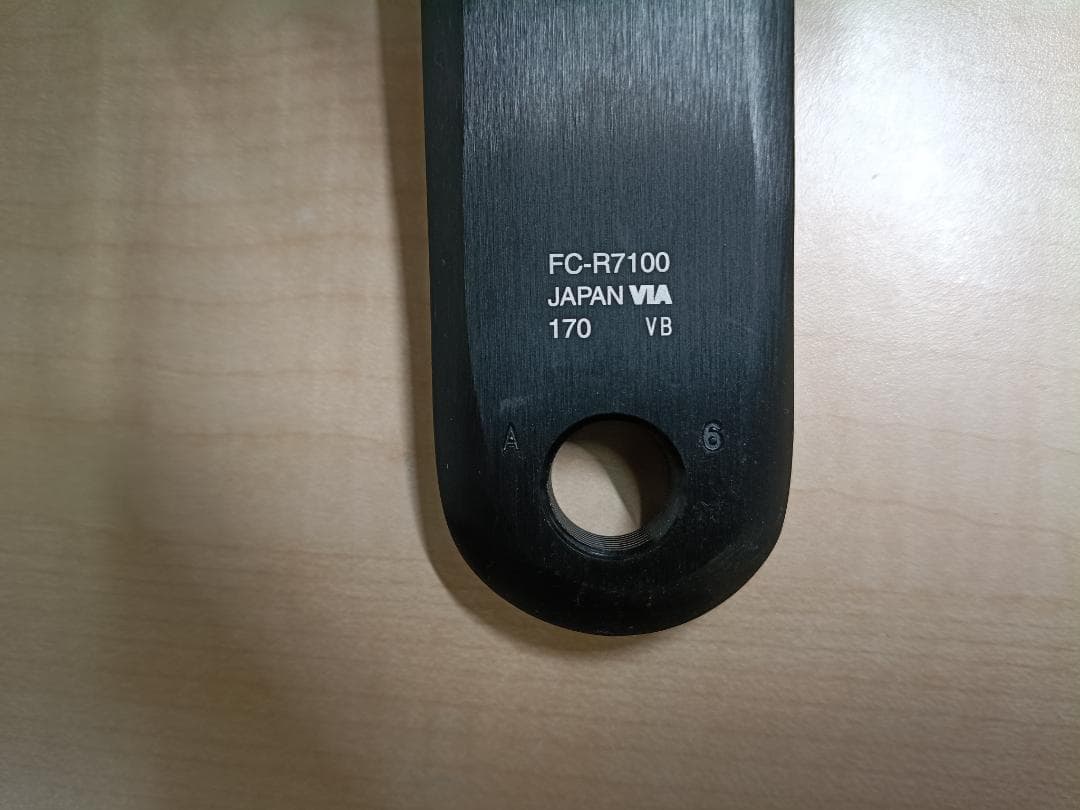 FC-R7100
JAPAN VIA
170 VB
A 6